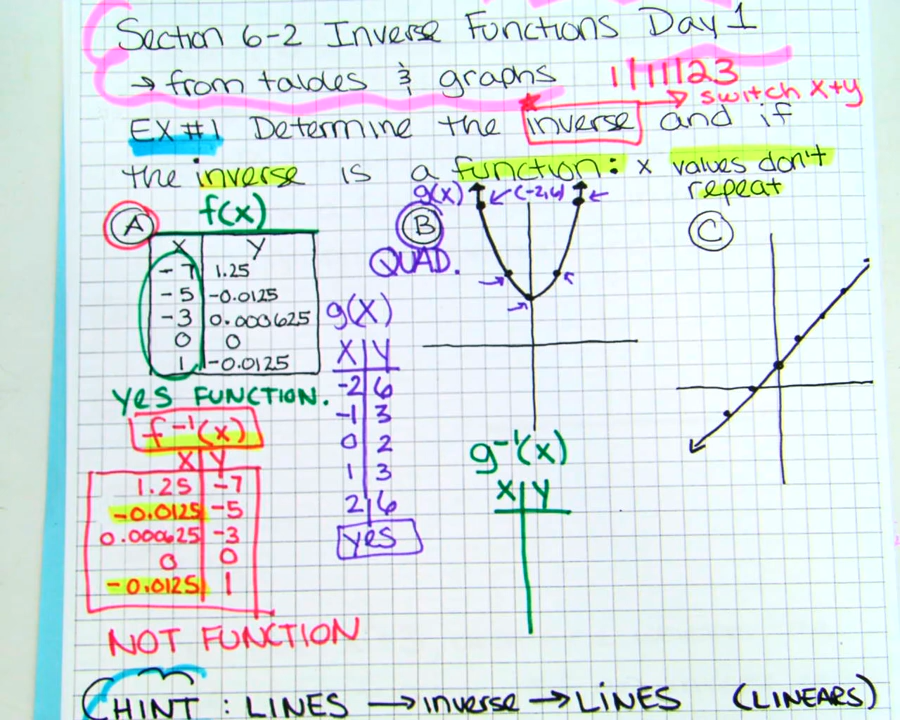 Section 6-2 Inverse Functions Day 1
→ from tables & graphs 1/11/23
→ switch x+y
EX #1 Determine the inverse and if
the inverse is a function: x values don't
repeat
A
f(x)
x y
-7 1.25
-5 -0.0125
-3 0.000625
0 0
1 -0.0125
YES FUNCTION.
f⁻¹(x)
X Y
1.25 -7
-0.0125 -5
0.000625 -3
0 0
-0.0125 1
NOT FUNCTION
B
g(x) (-2,6)
QUAD.
g(X)
X Y
-2 6
-1 3
0 2
1 3
2 6
yes
g⁻¹(x)
X Y
C
HINT : LINES → inverse → LINES (LINEARS)